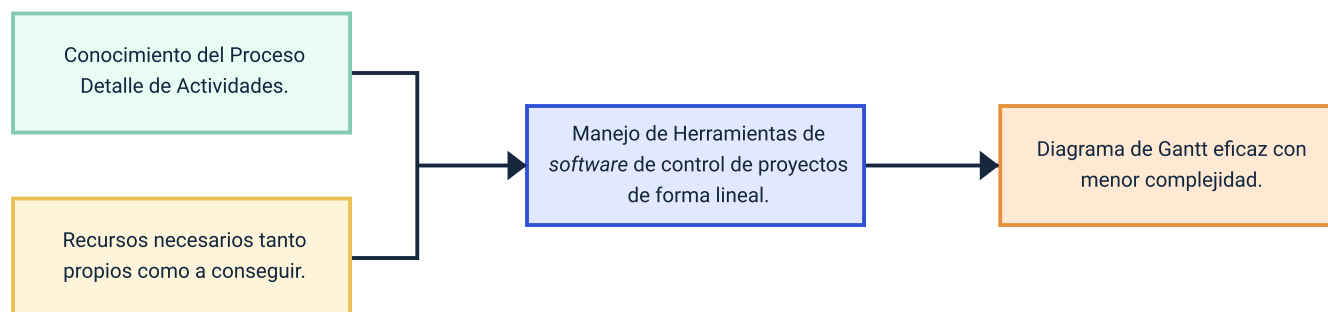 Conocimiento del Proceso
Detalle de Actividades.
Recursos necesarios tanto
propios como a conseguir.
Manejo de Herramientas de
software de control de proyectos
de forma lineal.
Diagrama de Gantt eficaz con
menor complejidad.